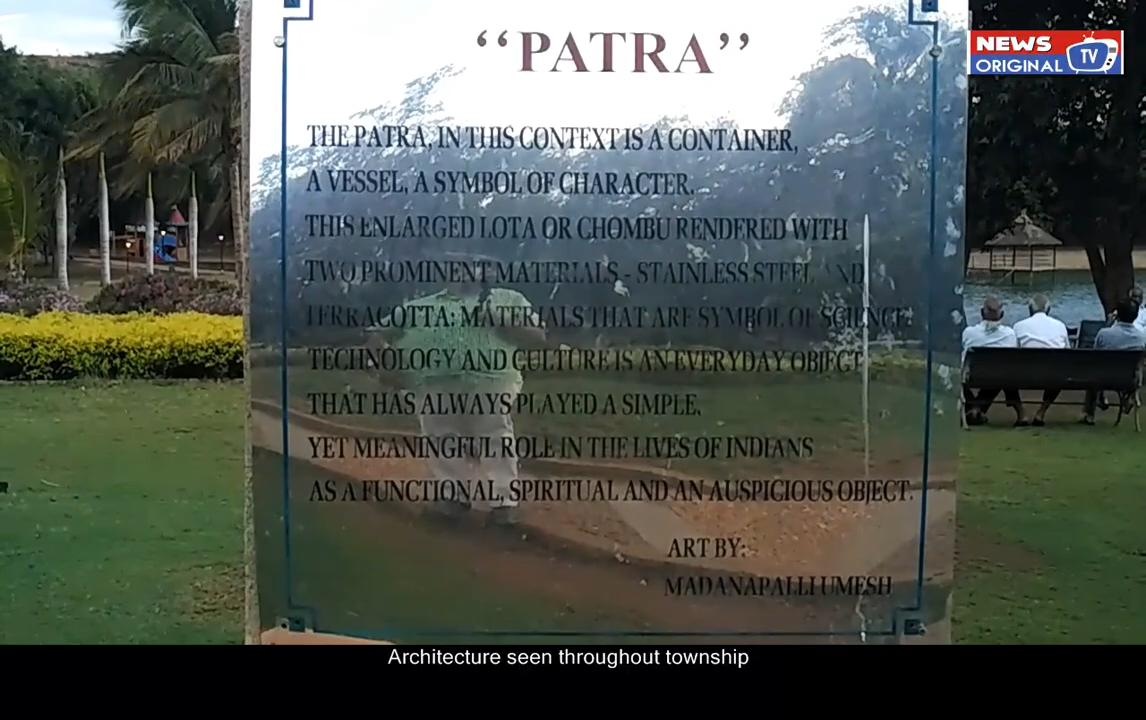 “PATRA”
NEWS
ORIGINAL
TV
THE PATRA, IN THIS CONTEXT IS A CONTAINER,
A VESSEL, A SYMBOL OF CHARACTER.
THIS ENLARGED LOTA OR CHOMBU RENDERED WITH
TWO PROMINENT MATERIALS - STAINLESS STEEL AND
TERRACOTTA: MATERIALS THAT ARE SYMBOL OF SCIENCE,
TECHNOLOGY AND CULTURE IS AN EVERYDAY OBJECT
THAT HAS ALWAYS PLAYED A SIMPLE,
YET MEANINGFUL ROLE IN THE LIVES OF INDIANS
AS A FUNCTIONAL, SPIRITUAL AND AN AUSPICIOUS OBJECT.
ART BY:
MADANAPALLI UMESH
Architecture seen throughout township